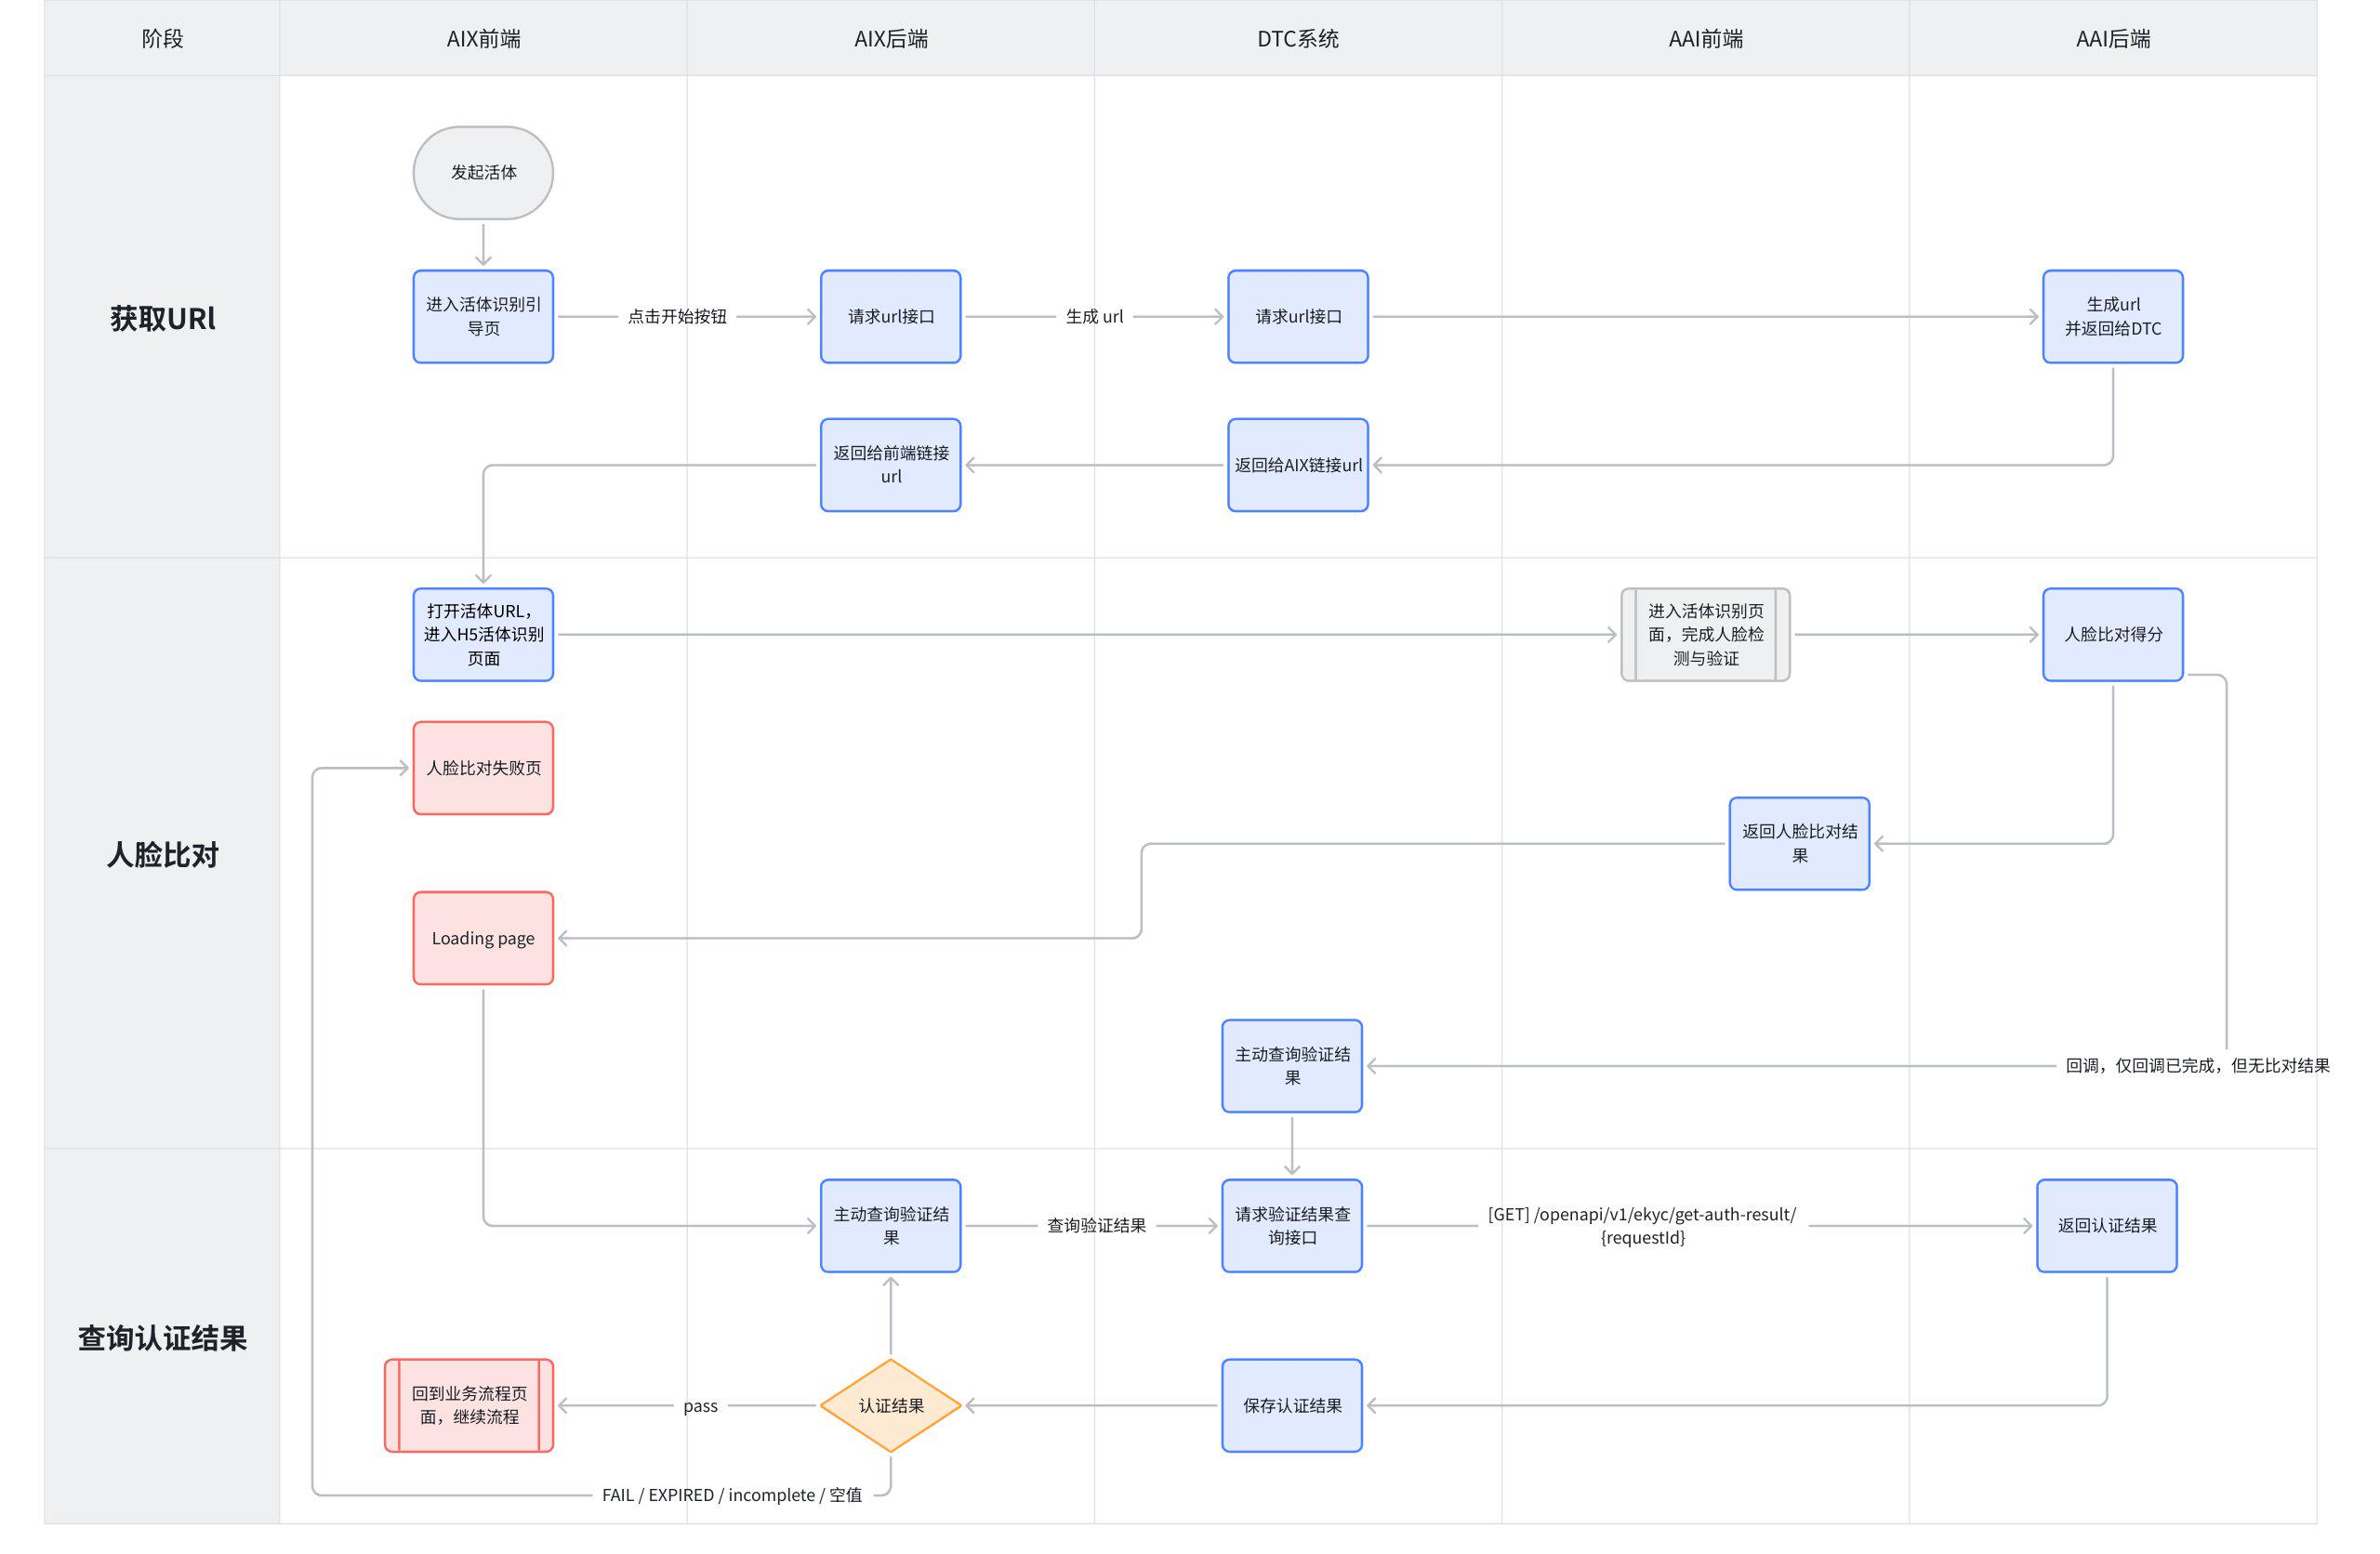 阶段
AIX前端
AIX后端
DTC系统
AAI前端
AAI后端
获取URl
发起活体
进入活体识别引
导页
点击开始按钮
请求url接口
生成 url
请求url接口
生成url
并返回给DTC
返回给前端链接
url
返回给AIX链接url
人脸比对
打开活体URL，
进入H5活体识别
页面
进入活体识别页
面，完成人脸检
测与验证
人脸比对得分
人脸比对失败页
返回人脸比对结
果
Loading page
主动查询验证结
果
回调，仅回调已完成，但无比对结果
查询认证结果
主动查询验证结
果
查询验证结果
请求验证结果查
询接口
[GET] /openapi/v1/ekyc/get-auth-result/
{requestId}
返回认证结果
回到业务流程页
面，继续流程
pass
认证结果
保存认证结果
FAIL / EXPIRED / incomplete / 空值